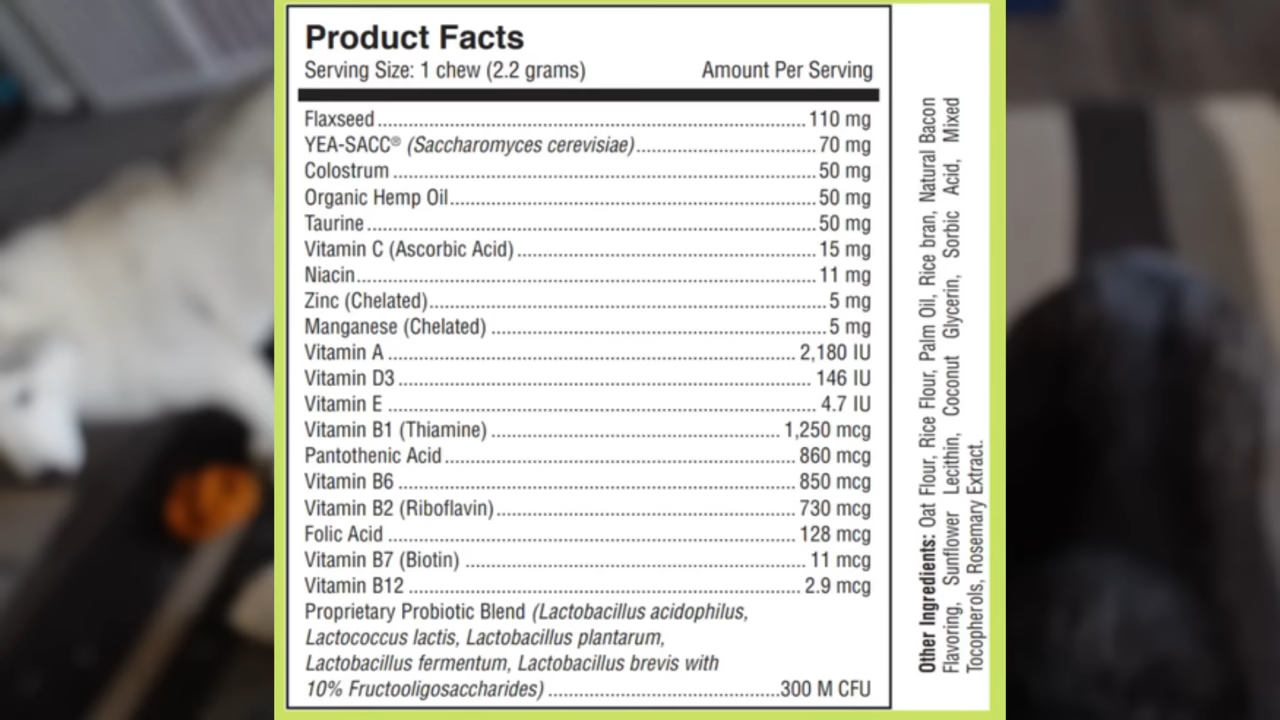 Product Facts
Serving Size: 1 chew (2.2 grams) Amount Per Serving
Flaxseed 110 mg
YEA-SACC® (Saccharomyces cerevisiae) 70 mg
Colostrum 50 mg
Organic Hemp Oil 50 mg
Taurine 50 mg
Vitamin C (Ascorbic Acid) 15 mg
Niacin 11 mg
Zinc (Chelated) 5 mg
Manganese (Chelated) 5 mg
Vitamin A 2,180 IU
Vitamin D3 146 IU
Vitamin E 4.7 IU
Vitamin B1 (Thiamine) 1,250 mcg
Pantothenic Acid 860 mcg
Vitamin B6 850 mcg
Vitamin B2 (Riboflavin) 730 mcg
Folic Acid 128 mcg
Vitamin B7 (Biotin) 11 mcg
Vitamin B12 2.9 mcg
Proprietary Probiotic Blend (Lactobacillus acidophilus,
Lactococcus lactis, Lactobacillus plantarum,
Lactobacillus fermentum, Lactobacillus brevis with
10% Fructooligosaccharides) 300 M CFU
Other Ingredients: Oat Flour, Rice Flour, Palm Oil, Rice bran, Natural Bacon
Flavoring, Sunflower Lecithin, Coconut Glycerin, Sorbic Acid, Mixed
Tocopherols, Rosemary Extract.